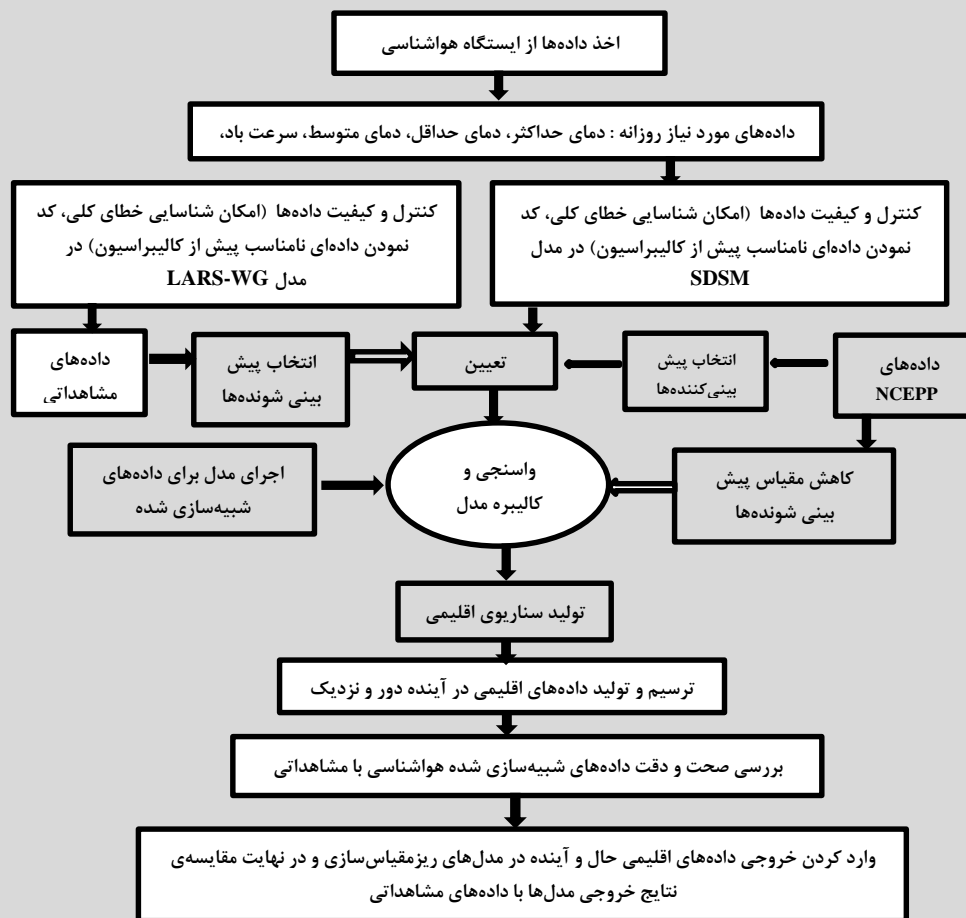 اخذ داده‌ها از ایستگاه هواشناسی
داده‌های مورد نیاز روزانه : دمای حداکثر، دمای حداقل، دمای متوسط، سرعت باد،
کنترل و کیفیت داده‌ها (امکان شناسایی خطای کلی، کد
نمودن داده‌ای نامناسب پیش از کالیبراسیون) در مدل
SDSM
کنترل و کیفیت داده‌ها (امکان شناسایی خطای کلی، کد
نمودن داده‌ای نامناسب پیش از کالیبراسیون) در
مدل LARS-WG
داده‌های
NCEPP
انتخاب پیش
بینی‌کننده‌ها
تعیین
انتخاب پیش
بینی شونده‌ها
داده‌های
مشاهداتی
کاهش مقیاس پیش
بینی شونده‌ها
واسنجی و
کالیبره مدل
اجرای مدل برای داده‌های
شبیه‌سازی شده
تولید سناریوی اقلیمی
ترسیم و تولید داده‌های اقلیمی در آینده دور و نزدیک
بررسی صحت و دقت داده‌های شبیه‌سازی شده هواشناسی با مشاهداتی
وارد کردن خروجی داده‌های اقلیمی حال و آینده در مدل‌های ریزمقیاس‌سازی و در نهایت مقایسه‌ی
نتایج خروجی مدل‌ها با داده‌های مشاهداتی